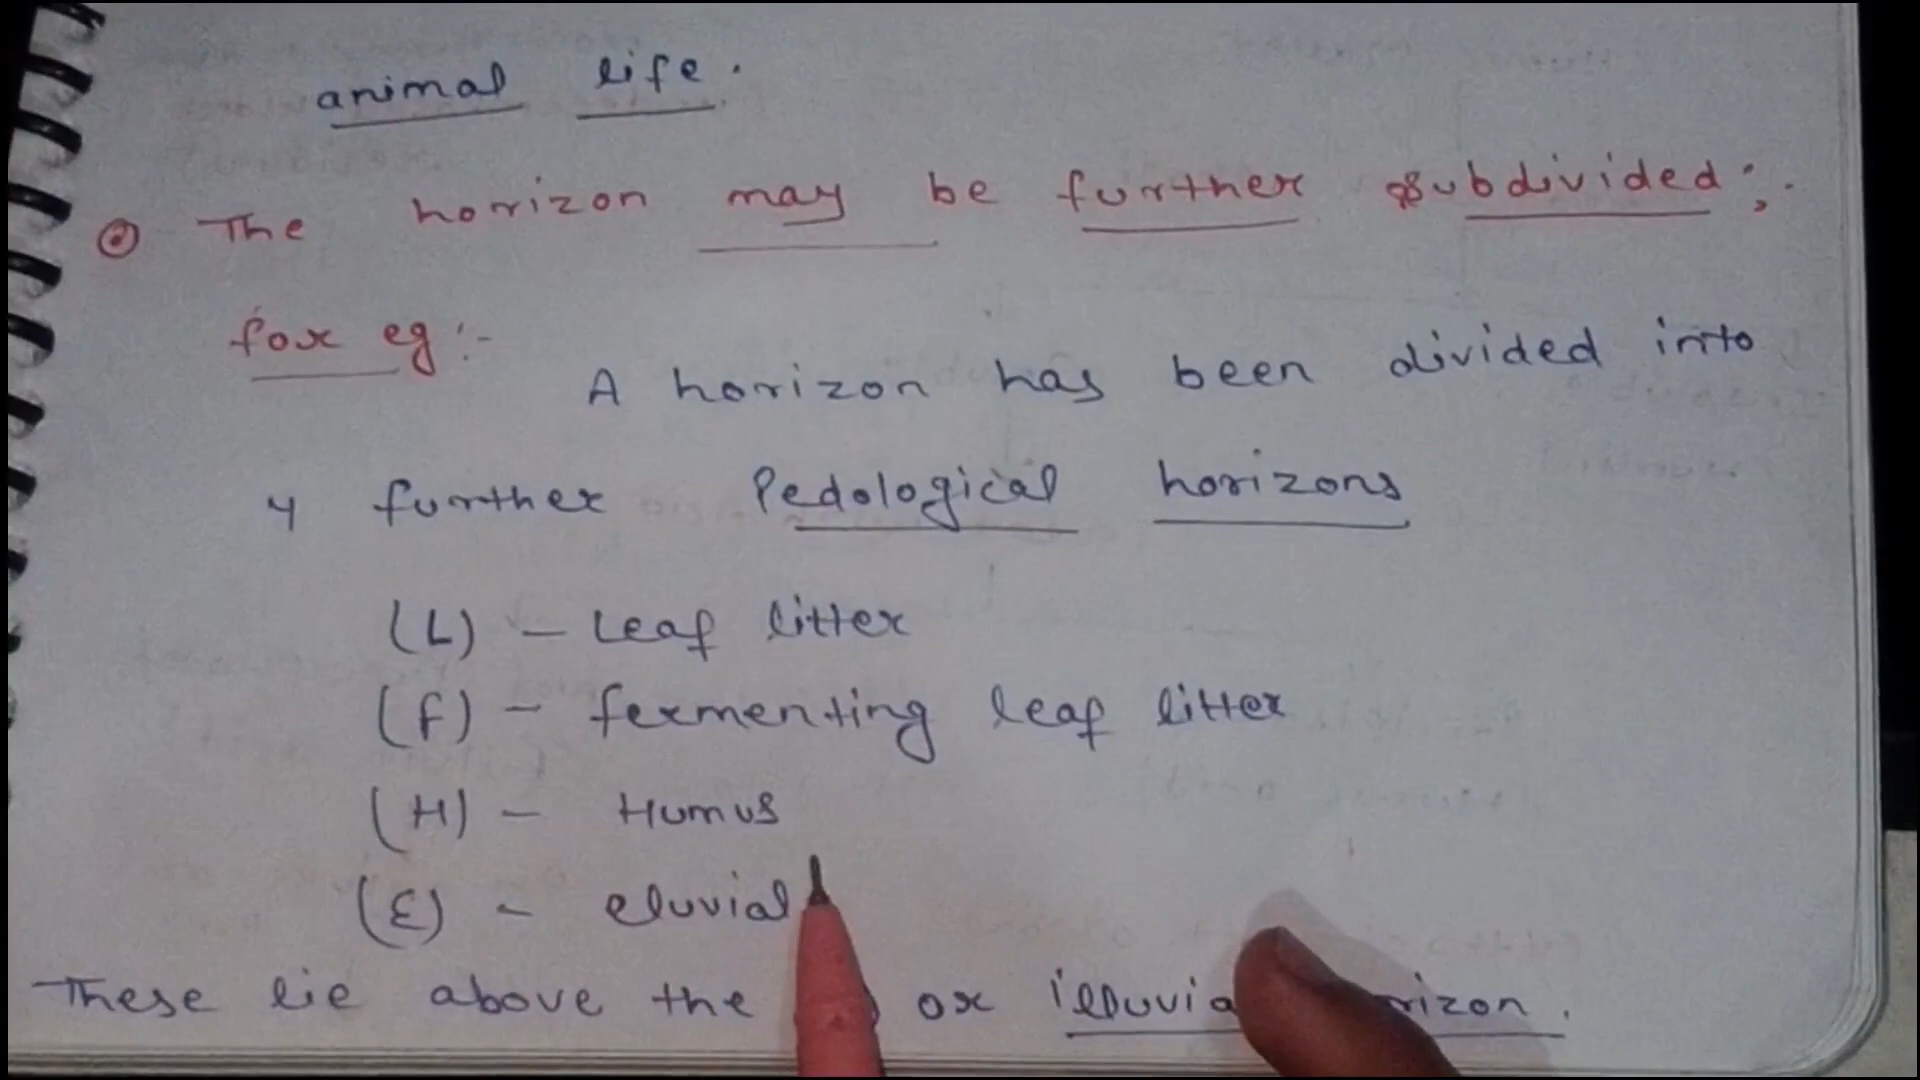 animal life.
The horizon may be further subdivided;.
for eg:-
A horizon has been divided into
4 further Pedological horizons
(L) - Leaf litter
(F) - fermenting leaf litter
(H) - Humus
(E) - eluvial
These lie above the or